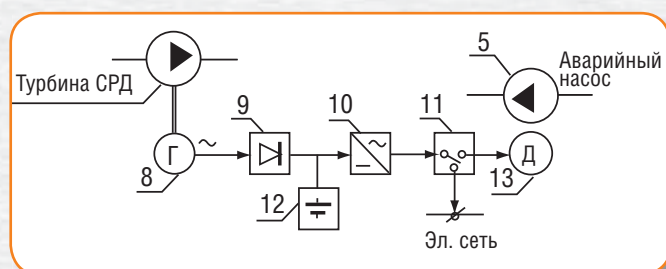 5
Аварийный
насос
Турбина СРД
9
10
11
Г
~
Д
8
12
13
Эл. сеть